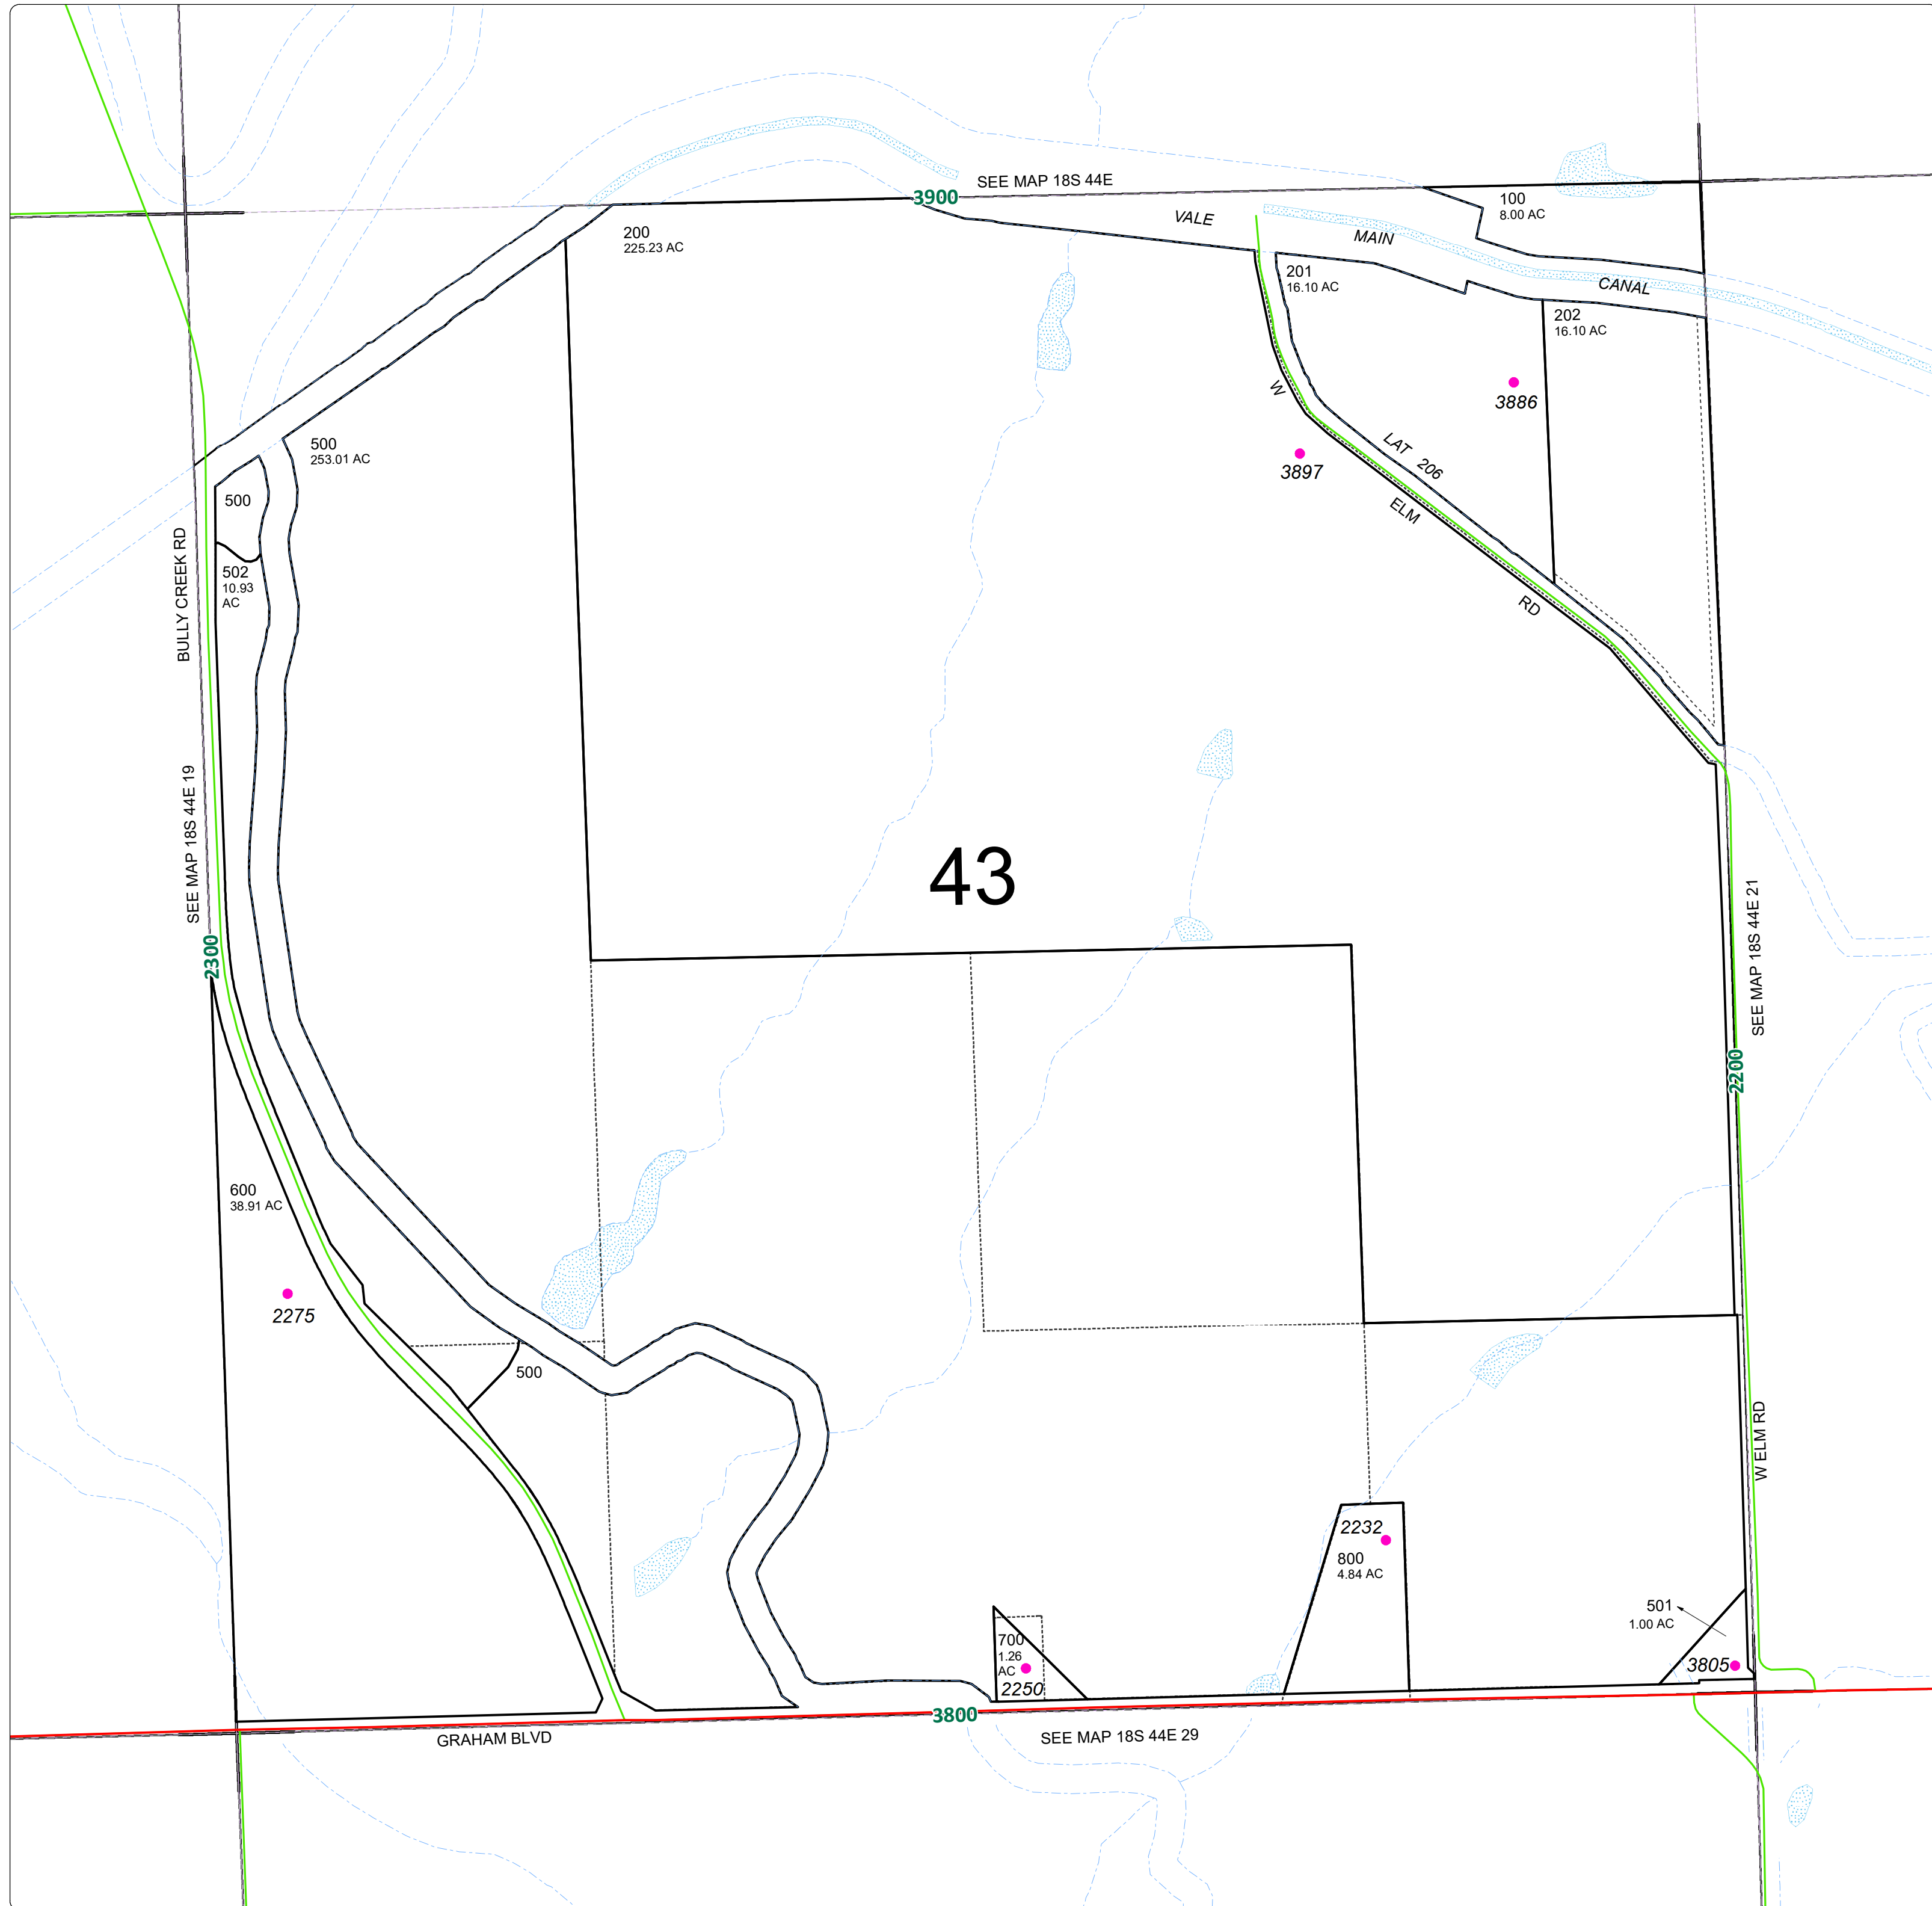 SEE MAP 18S 44E
3900
100
8.00 AC
VALE
MAIN
CANAL
200
225.23 AC
201
16.10 AC
202
16.10 AC
3886
W
LAT 206
3897
ELM
RD
500
253.01 AC
500
502
10.93
AC
BULLY CREEK RD
SEE MAP 18S 44E 19
43
2300
SEE MAP 18S 44E 21
2200
600
38.91 AC
2275
500
W ELM RD
2232
800
4.84 AC
501
1.00 AC
700
1.26
AC
2250
3805
3800
GRAHAM BLVD
SEE MAP 18S 44E 29